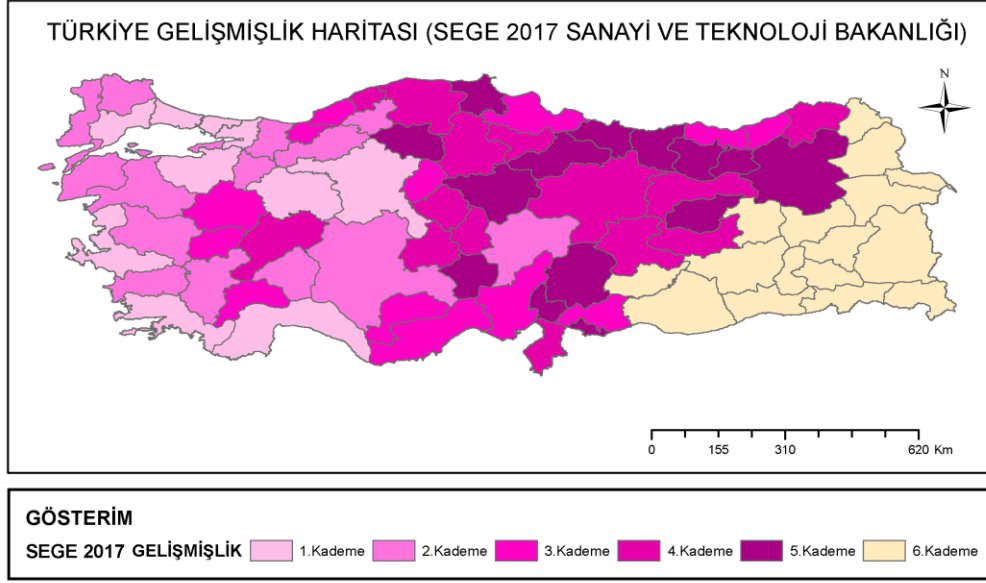 TÜRKİYE GELİŞMİŞLİK HARİTASI (SEGE 2017 SANAYİ VE TEKNOLOJİ BAKANLIĞI)
N
0 155 310 620 Km
GÖSTERİM
SEGE 2017 GELİŞMİŞLİK 1.Kademe 2.Kademe 3.Kademe 4.Kademe 5.Kademe 6.Kademe